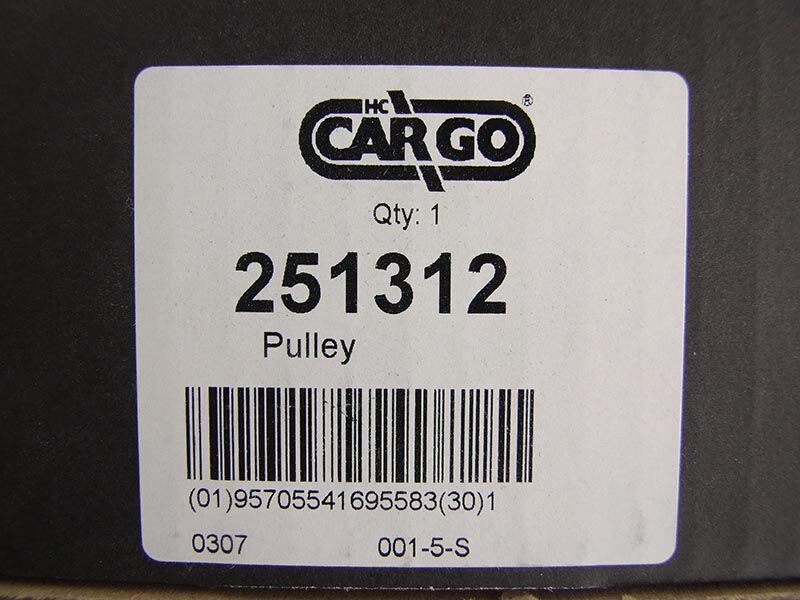 HC
CARGO®
Qty: 1
251312
Pulley
(01)95705541695583(30)1
0307 001-5-S